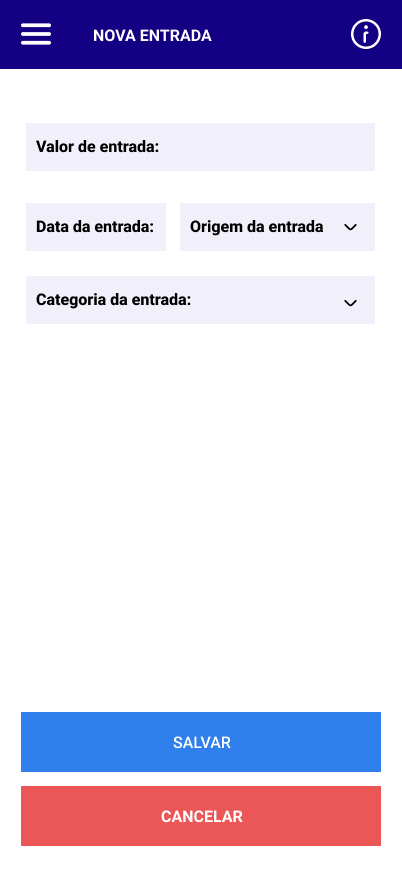 NOVA ENTRADA
Valor de entrada:
Data da entrada:
Origem da entrada
Categoria da entrada:
SALVAR
CANCELAR